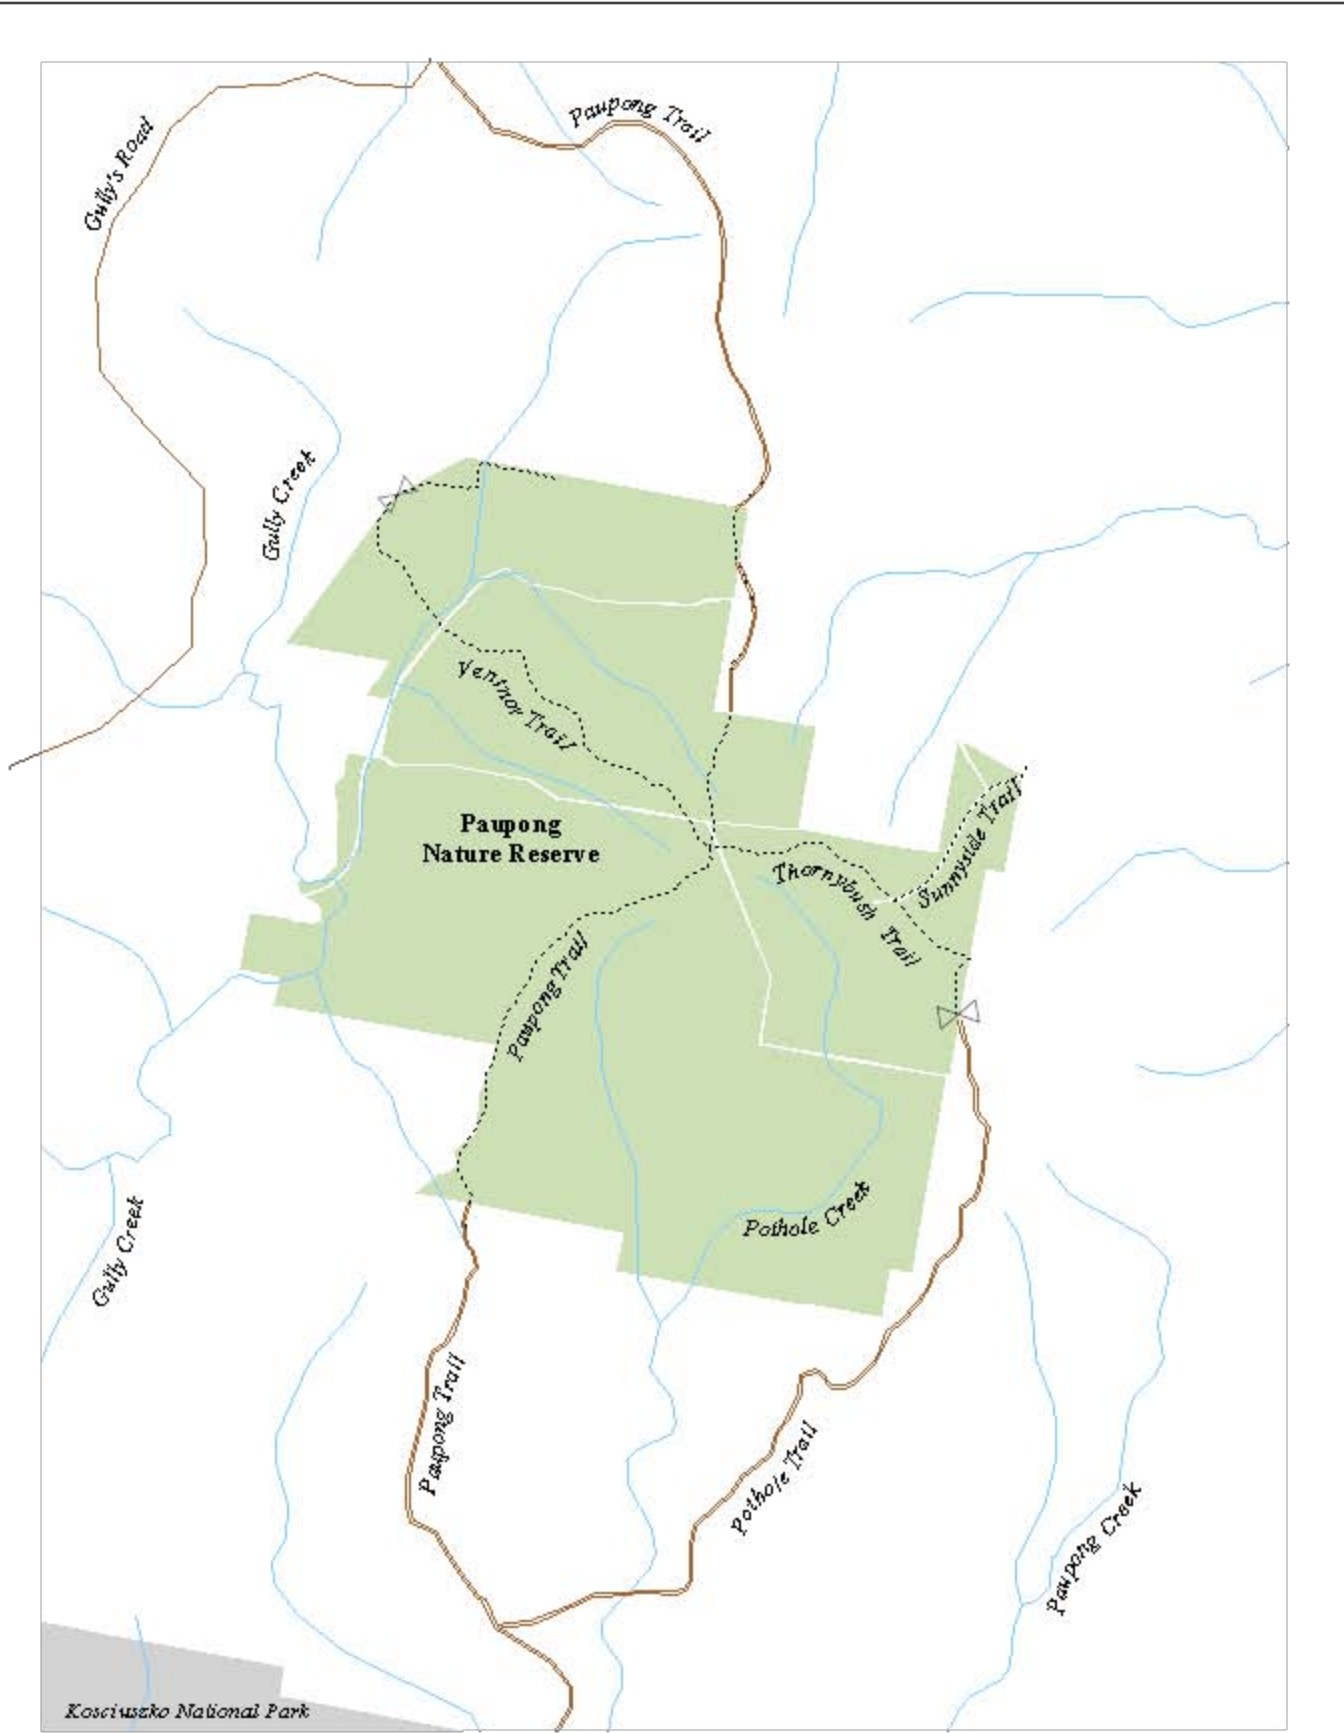 Paupong Trail
Gully's Road
Gully Creek
Ventnor Trail
Sunnyside Trail
Paupong
Nature Reserve
Thornybush Trail
Paupong Trail
Pothole Creek
Gully Creek
Paupong Trail
Pothole Trail
Paupong Creek
Kosciuszko National Park